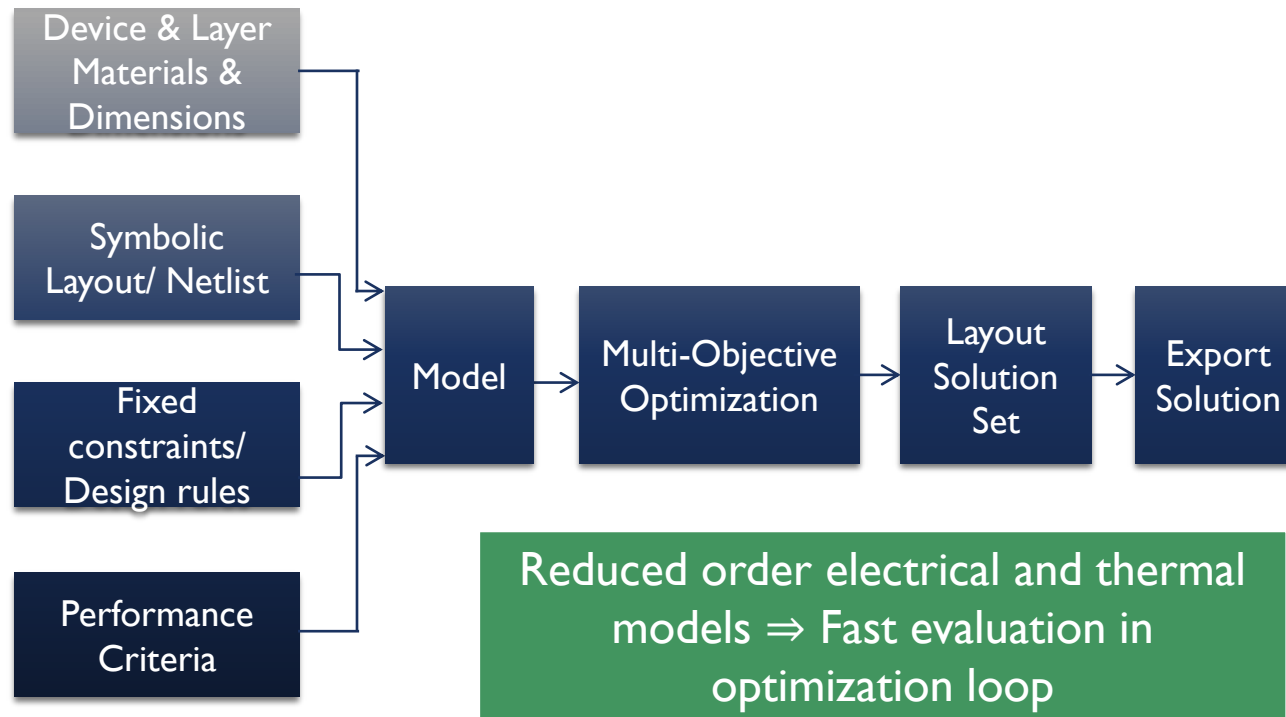 Device & Layer
Materials &
Dimensions
Symbolic
Layout/ Netlist
Fixed
constraints/
Design rules
Performance
Criteria
Model
Multi-Objective
Optimization
Layout
Solution
Set
Export
Solution
Reduced order electrical and thermal
models ⇒ Fast evaluation in
optimization loop